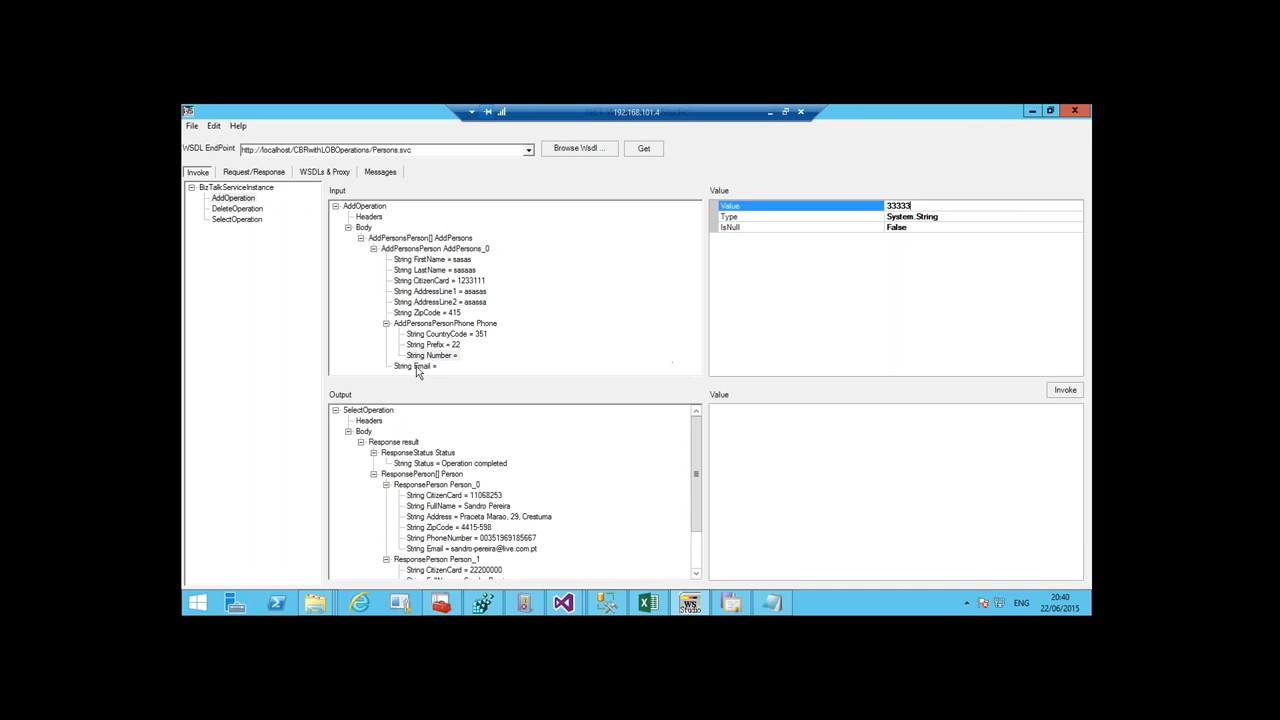 192.168.101.4
File Edit Help
WSDL EndPoint http://localhost/CBRwithLOBOperations/Persons.svc Browse Wsdl ... Get
Invoke Request/Response WSDLs & Proxy Messages
BizTalkServiceInstance
AddOperation
DeleteOperation
SelectOperation
Input
AddOperation
Headers
Body
AddPersonsPerson[] AddPersons
AddPersonsPerson AddPersons_0
String FirstName = sasas
String LastName = sasaas
String CitizenCard = 1233111
String AddressLine1 = asasas
String AddressLine2 = asassa
String ZipCode = 415
AddPersonsPersonPhone Phone
String CountryCode = 351
String Prefix = 22
String Number =
String Email =
Value
Value 33333
Type System.String
IsNull False
Invoke
Output
SelectOperation
Headers
Body
Response result
ResponseStatus Status
String Status = Operation completed
ResponsePerson[] Person
ResponsePerson Person_0
String CitizenCard = 11068253
String FullName = Sandro Pereira
String Address = Praceta Marao, 29, Crestuma
String ZipCode = 4415-598
String PhoneNumber = 00351969185667
String Email = sandro-pereira@live.com.pt
ResponsePerson Person_1
String CitizenCard = 22200000
Value
WS
Studio
ENG
20:40
22/06/2015